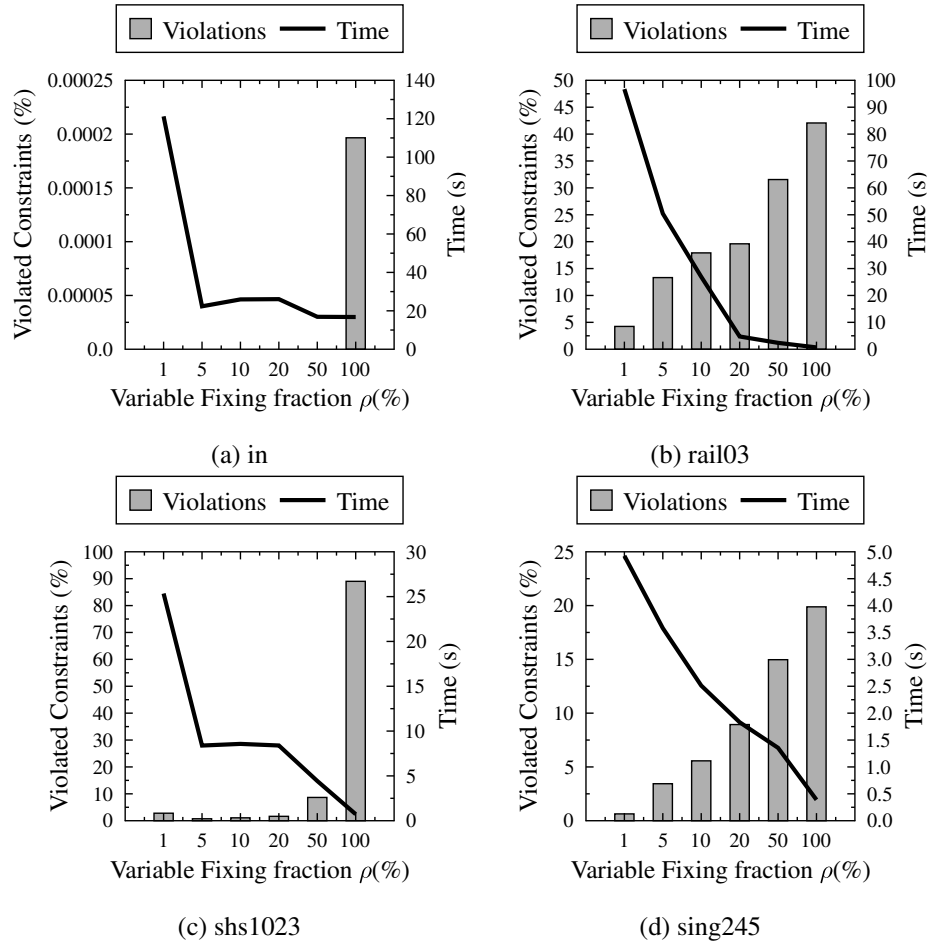 Violations Time
Violations Time
0.00025
0.0002
0.00015
0.0001
0.00005
0.0
Violated Constraints (%)
140
120
100
80
60
40
20
0
Time (s)
1 5 10 20 50 100
Variable Fixing fraction ρ(%)
(a) in
50
45
40
35
30
25
20
15
10
5
0
Violated Constraints (%)
100
90
80
70
60
50
40
30
20
10
0
Time (s)
1 5 10 20 50 100
Variable Fixing fraction ρ(%)
(b) rail03
Violations Time
Violations Time
100
90
80
70
60
50
40
30
20
10
0
Violated Constraints (%)
30
25
20
15
10
5
0
Time (s)
1 5 10 20 50 100
Variable Fixing fraction ρ(%)
(c) shs1023
25
20
15
10
5
0
Violated Constraints (%)
5.0
4.5
4.0
3.5
3.0
2.5
2.0
1.5
1.0
0.5
0.0
Time (s)
1 5 10 20 50 100
Variable Fixing fraction ρ(%)
(d) sing245